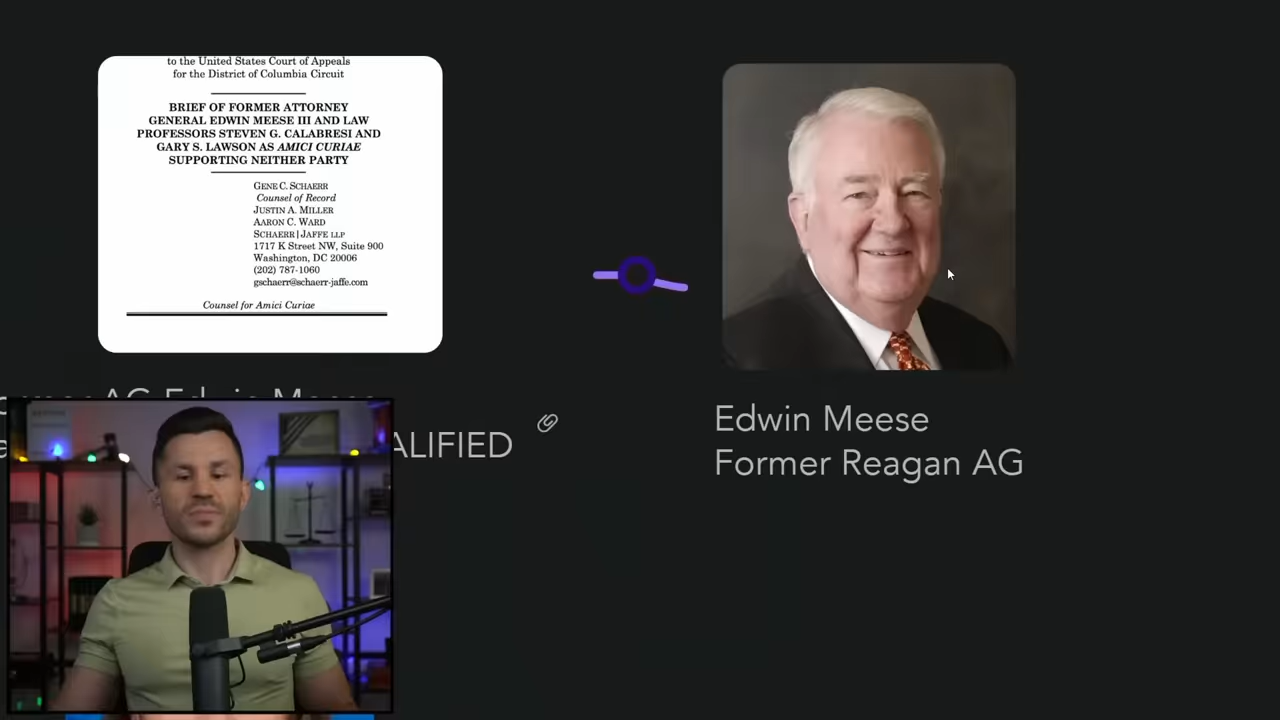 to the United States Court of Appeals
for the District of Columbia Circuit
BRIEF OF FORMER ATTORNEY
GENERAL EDWIN MEESE III AND LAW
PROFESSORS STEVEN G. CALABRESI AND
GARY S. LAWSON AS AMICI CURIAE
SUPPORTING NEITHER PARTY
GENE C. SCHAERR
Counsel of Record
JUSTIN A. MILLER
AARON C. WARD
SCHAERR | JAFFE LLP
1717 K Street NW, Suite 900
Washington, DC 20006
(202) 787-1060
gschaerr@schaerr-jaffe.com
Counsel for Amici Curiae
AG Edwin Meese
ALIFIED
Edwin Meese
Former Reagan AG